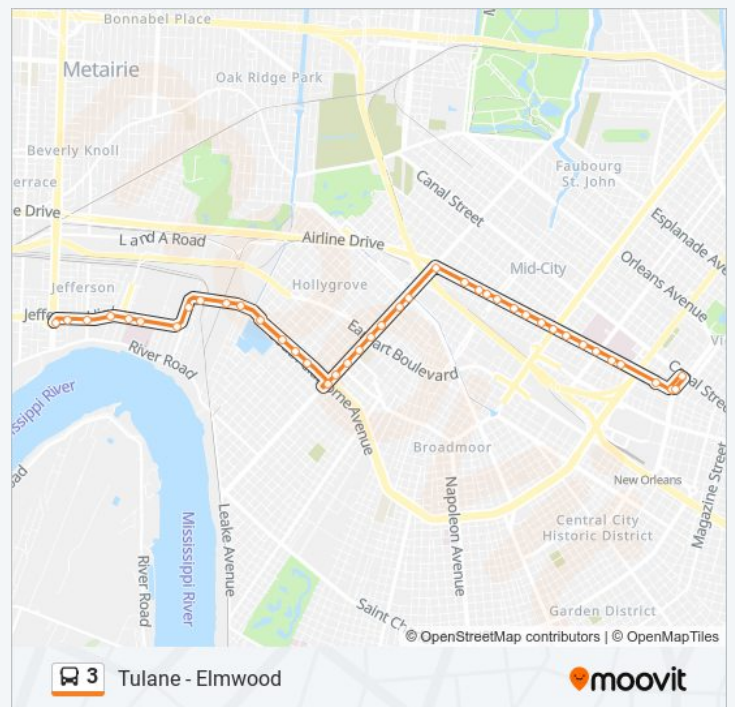 Bonnabel Place
Metairie
Oak Ridge Park
Beverly Knoll
Faubourg
St. John
errace
Canal Street
e Drive
Land A Road
Airline Drive
Esplanade Ave
Orleans Avenue
Mid-City
Jefferson
Hollygrove
River Road
Earhart Boulevard
Canal Street
ssippi River
Broadmoor
New Orleans
Magazine Street
Central City
Historic District
Napoleon Avenue
Leake Avenue
Mississippi River
River Road
Garden District
© OpenStreetMap contributors | © OpenMapTiles
3 Tulane - Elmwood
moovit